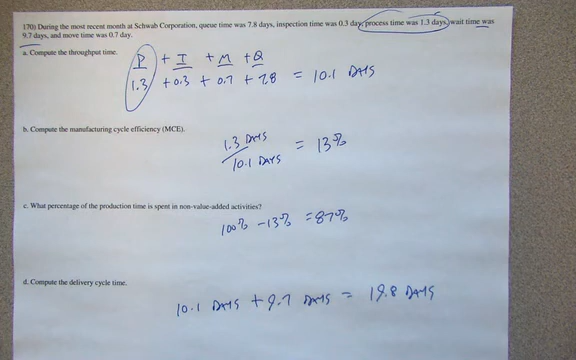 170) During the most recent month at Schwab Corporation, queue time was 7.8 days, inspection time was 0.3 day, process time was 1.3 days, wait time was
9.7 days, and move time was 0.7 day.
a. Compute the throughput time.
P + I + M + Q
1.3 + 0.3 + 0.7 + 7.8 = 10.1 DAYS
b. Compute the manufacturing cycle efficiency (MCE).
1.3 DAYS
/ 10.1 DAYS = 13%
c. What percentage of the production time is spent in non-value-added activities?
100% - 13% = 87%
d. Compute the delivery cycle time.
10.1 DAYS + 9.7 DAYS = 19.8 DAYS